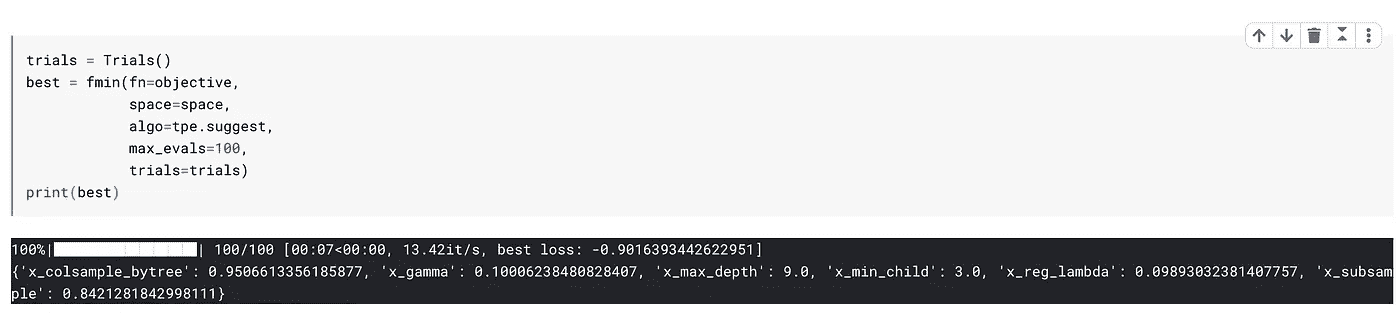 trials = Trials()
best = fmin(fn=objective,
            space=space,
            algo=tpe.suggest,
            max_evals=100,
            trials=trials)
print(best)
100%|██████████| 100/100 [00:07<00:00, 13.42it/s, best loss: -0.9016393442622951]
{'x_colsample_bytree': 0.9506613356185877, 'x_gamma': 0.10006238480828407, 'x_max_depth': 9.0, 'x_min_child': 3.0, 'x_reg_lambda': 0.09893032381407757, 'x_subsam
ple': 0.8421281842998111}